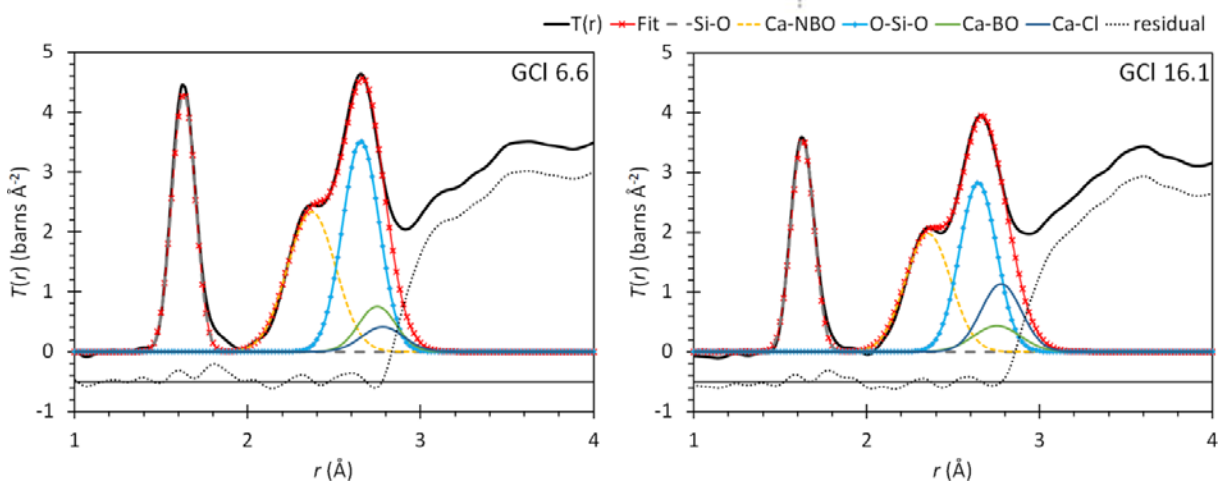 T(r) Fit Si-O Ca-NBO O-Si-O Ca-BO Ca-Cl residual
GCl 6.6
GCl 16.1
T(r) (barns Å-2)
5
4
3
2
1
0
-1
1 2 3 4
r (Å)
T(r) (barns Å-2)
5
4
3
2
1
0
-1
1 2 3 4
r (Å)